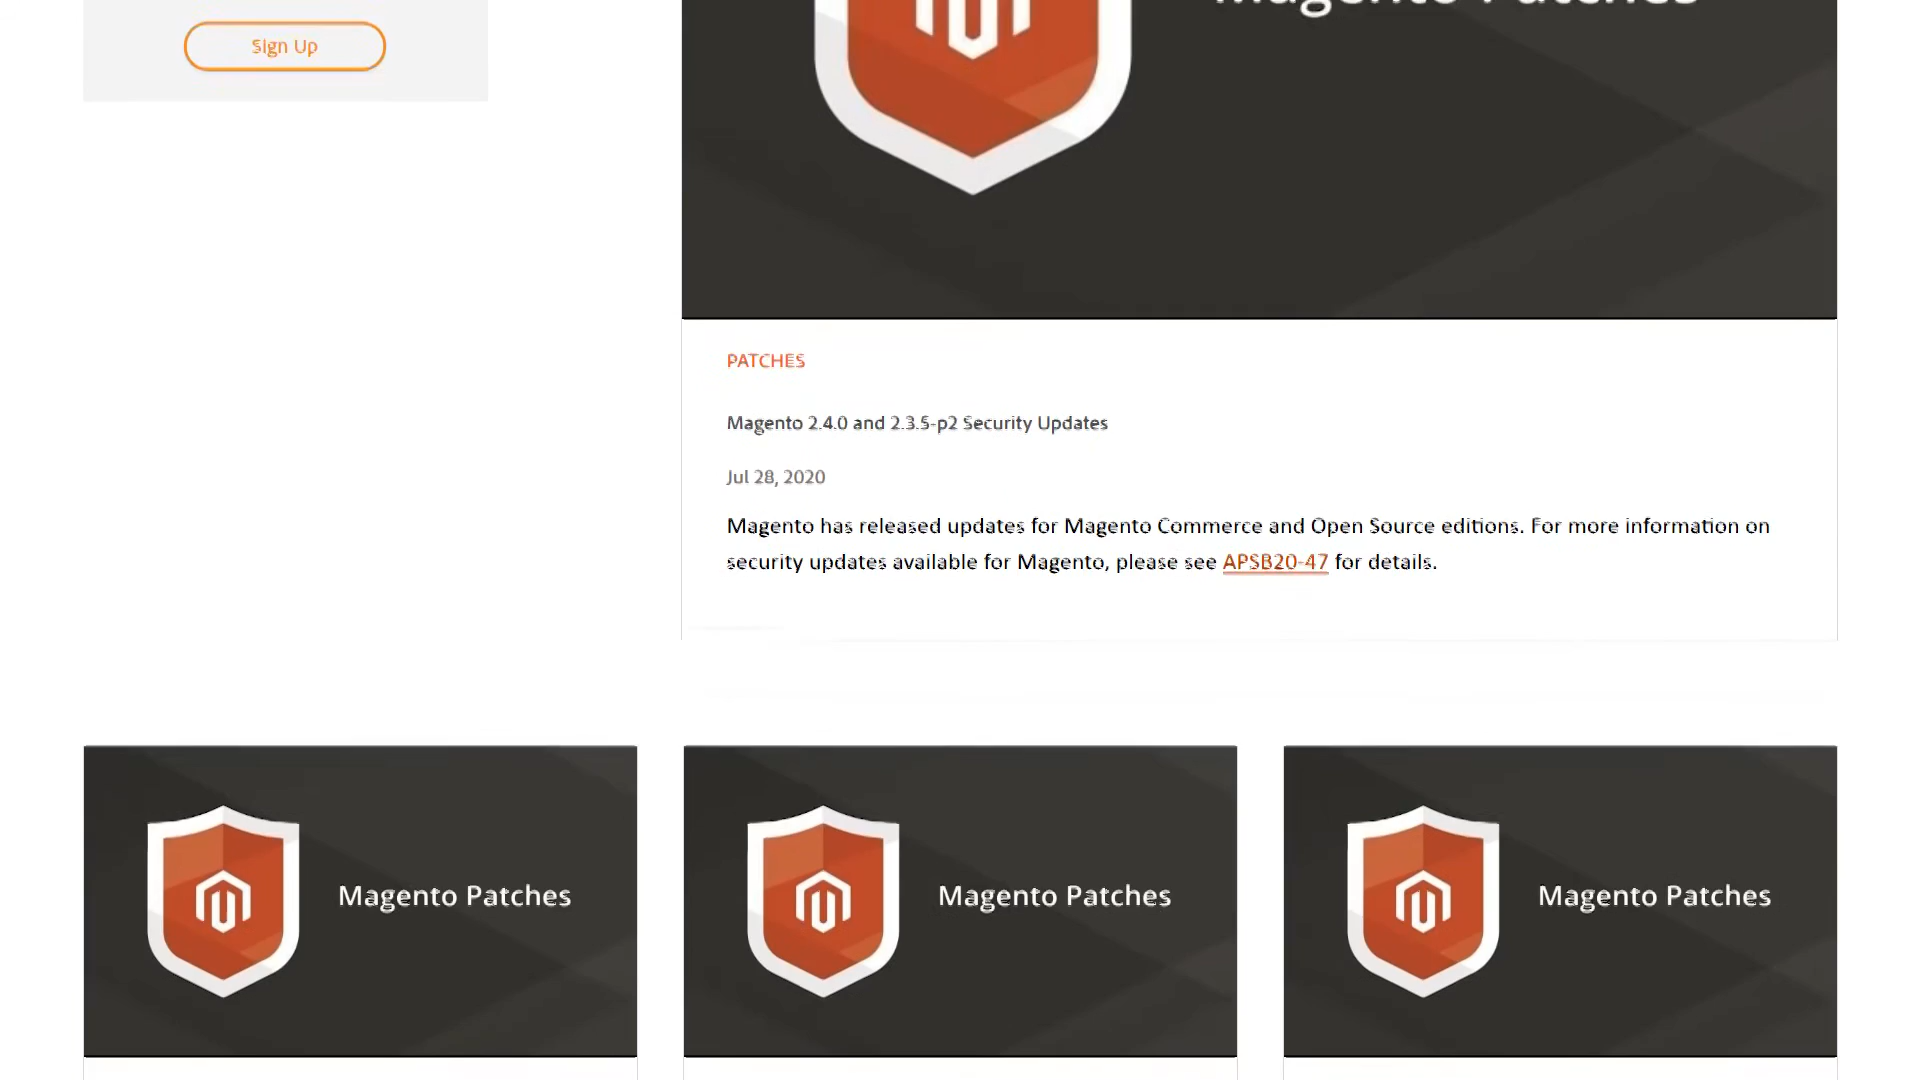 Sign Up
Magento Patches
PATCHES
Magento 2.4.0 and 2.3.5-p2 Security Updates
Jul 28, 2020
Magento has released updates for Magento Commerce and Open Source editions. For more information on
security updates available for Magento, please see APSB20-47 for details.
Magento Patches
Magento Patches
Magento Patches